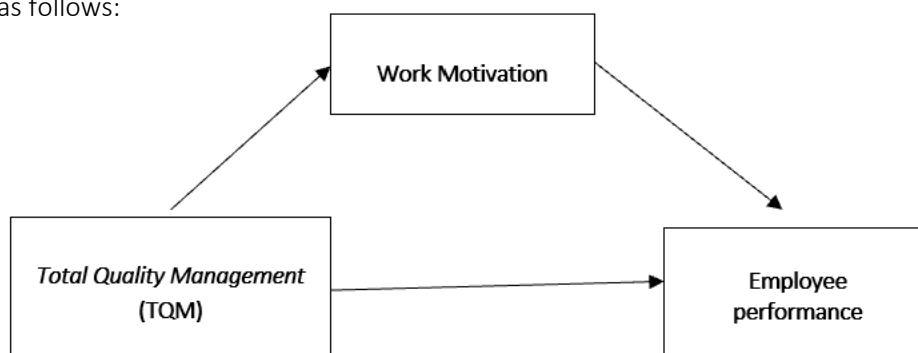 as follows:
Work Motivation
Total Quality Management
(TQM)
Employee
performance